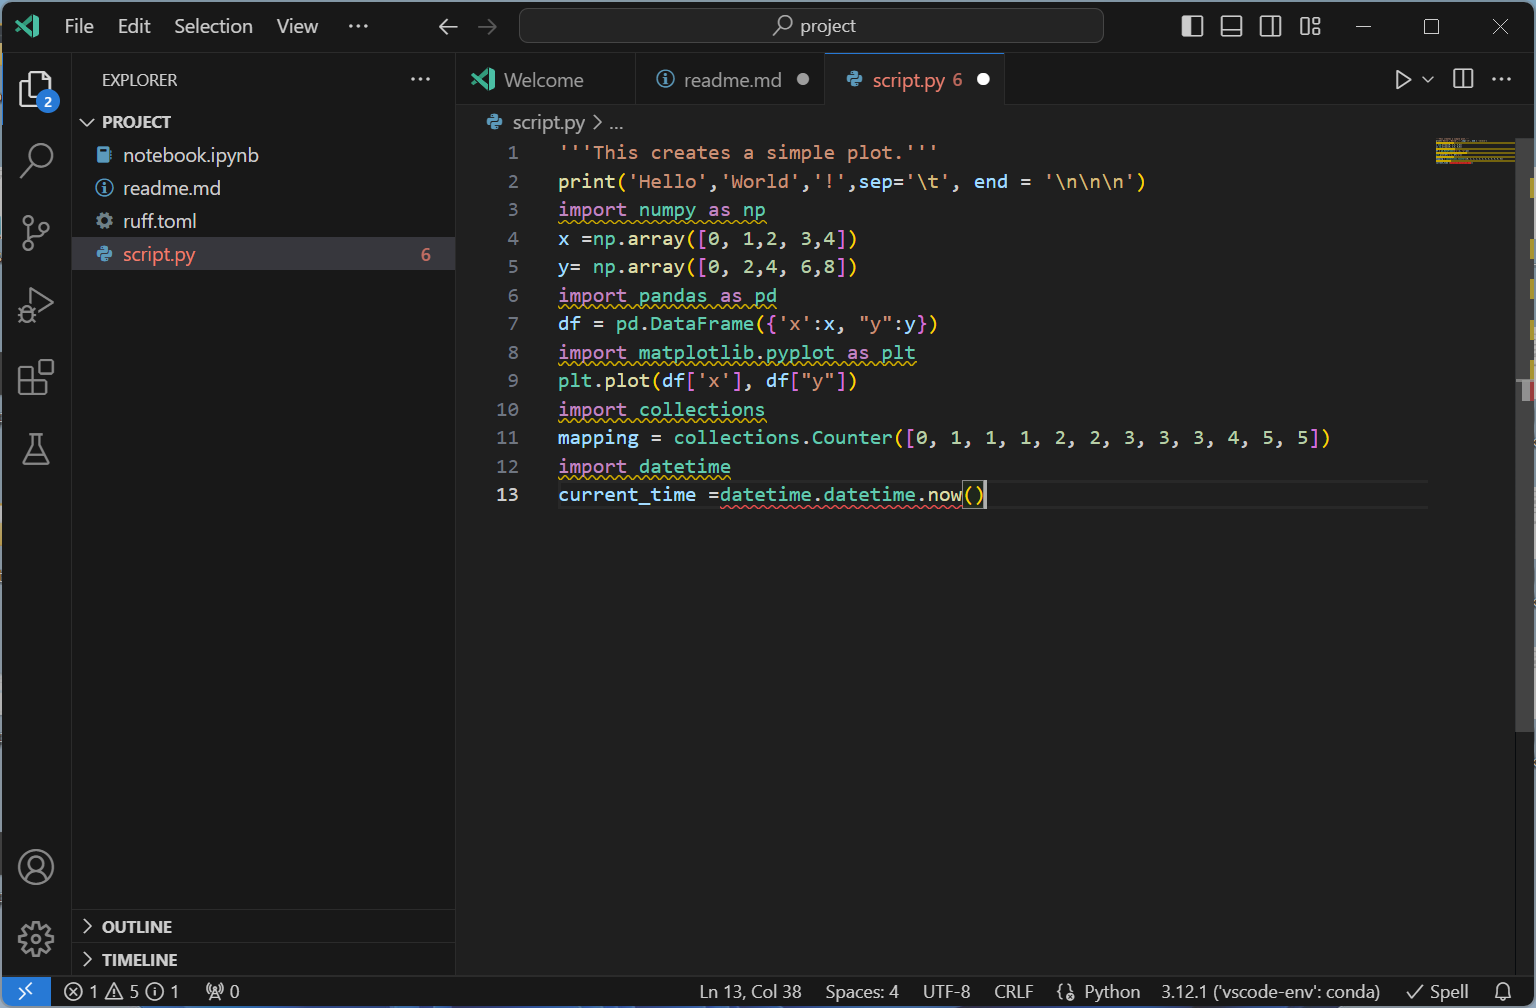 File Edit Selection View ··· project
EXPLORER ···
PROJECT
notebook.ipynb
readme.md
ruff.toml
script.py 6
OUTLINE
TIMELINE
2
Welcome readme.md script.py 6
script.py > ...
1 '''This creates a simple plot.'''
2 print('Hello','World','!',sep='\t', end = '\n\n\n')
3 import numpy as np
4 x =np.array([0, 1,2, 3,4])
5 y= np.array([0, 2,4, 6,8])
6 import pandas as pd
7 df = pd.DataFrame({'x':x, "y":y})
8 import matplotlib.pyplot as plt
9 plt.plot(df['x'], df["y"])
10 import collections
11 mapping = collections.Counter([0, 1, 1, 1, 2, 2, 3, 3, 3, 4, 5, 5])
12 import datetime
13 current_time =datetime.datetime.now()
1 5 1 0 Ln 13, Col 38 Spaces: 4 UTF-8 CRLF Python 3.12.1 ('vscode-env': conda) Spell